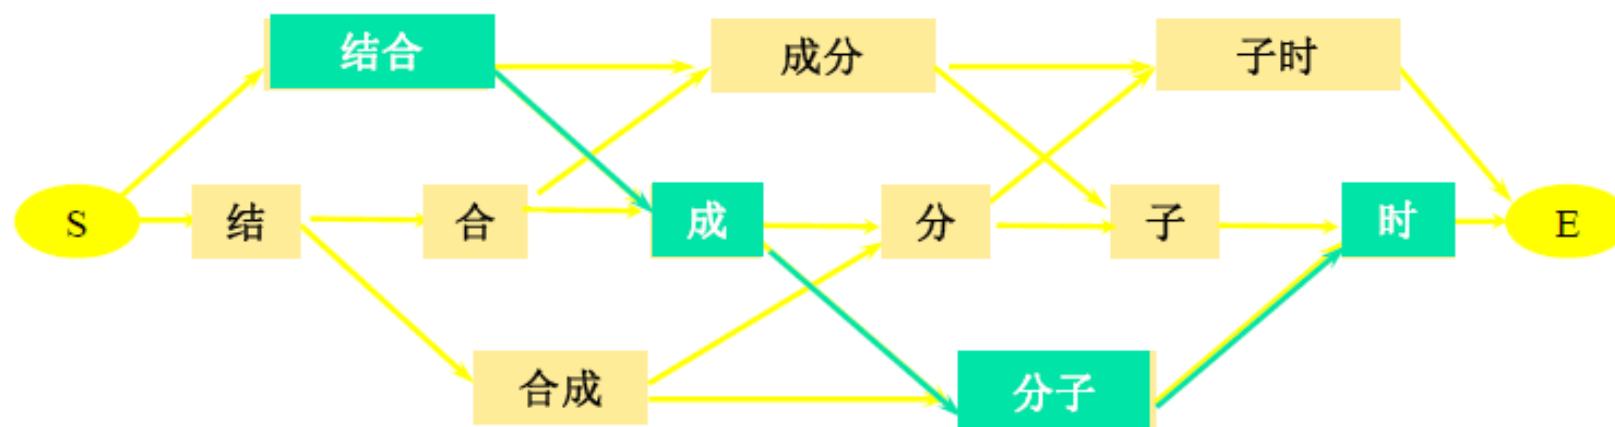 结合 成分 子时
S 结 合 成 分 子 时 E
合成 分子